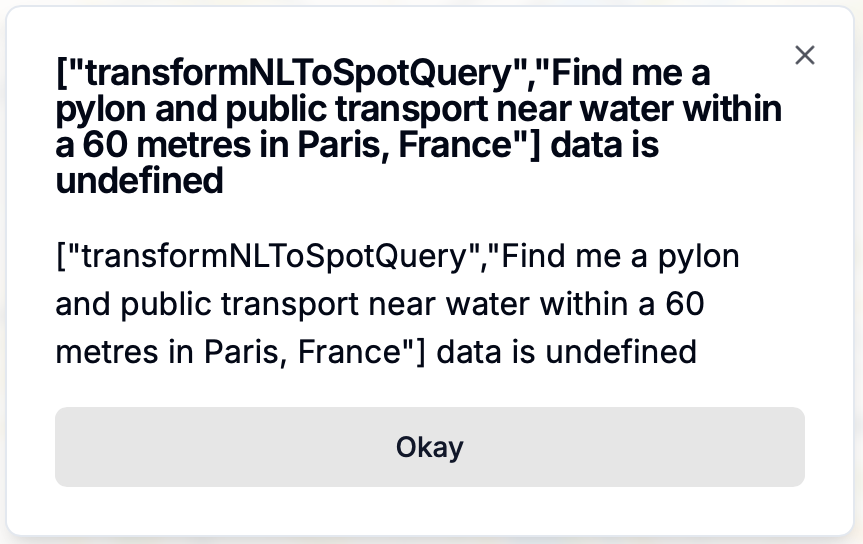 ["transformNLToSpotQuery","Find me a
pylon and public transport near water within
a 60 metres in Paris, France"] data is
undefined
["transformNLToSpotQuery","Find me a pylon
and public transport near water within a 60
metres in Paris, France"] data is undefined
Okay